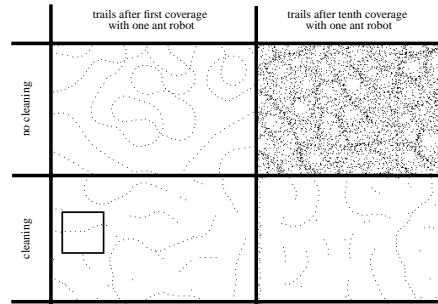 trails after first coverage
with one ant robot
trails after tenth coverage
with one ant robot
no cleaning
cleaning